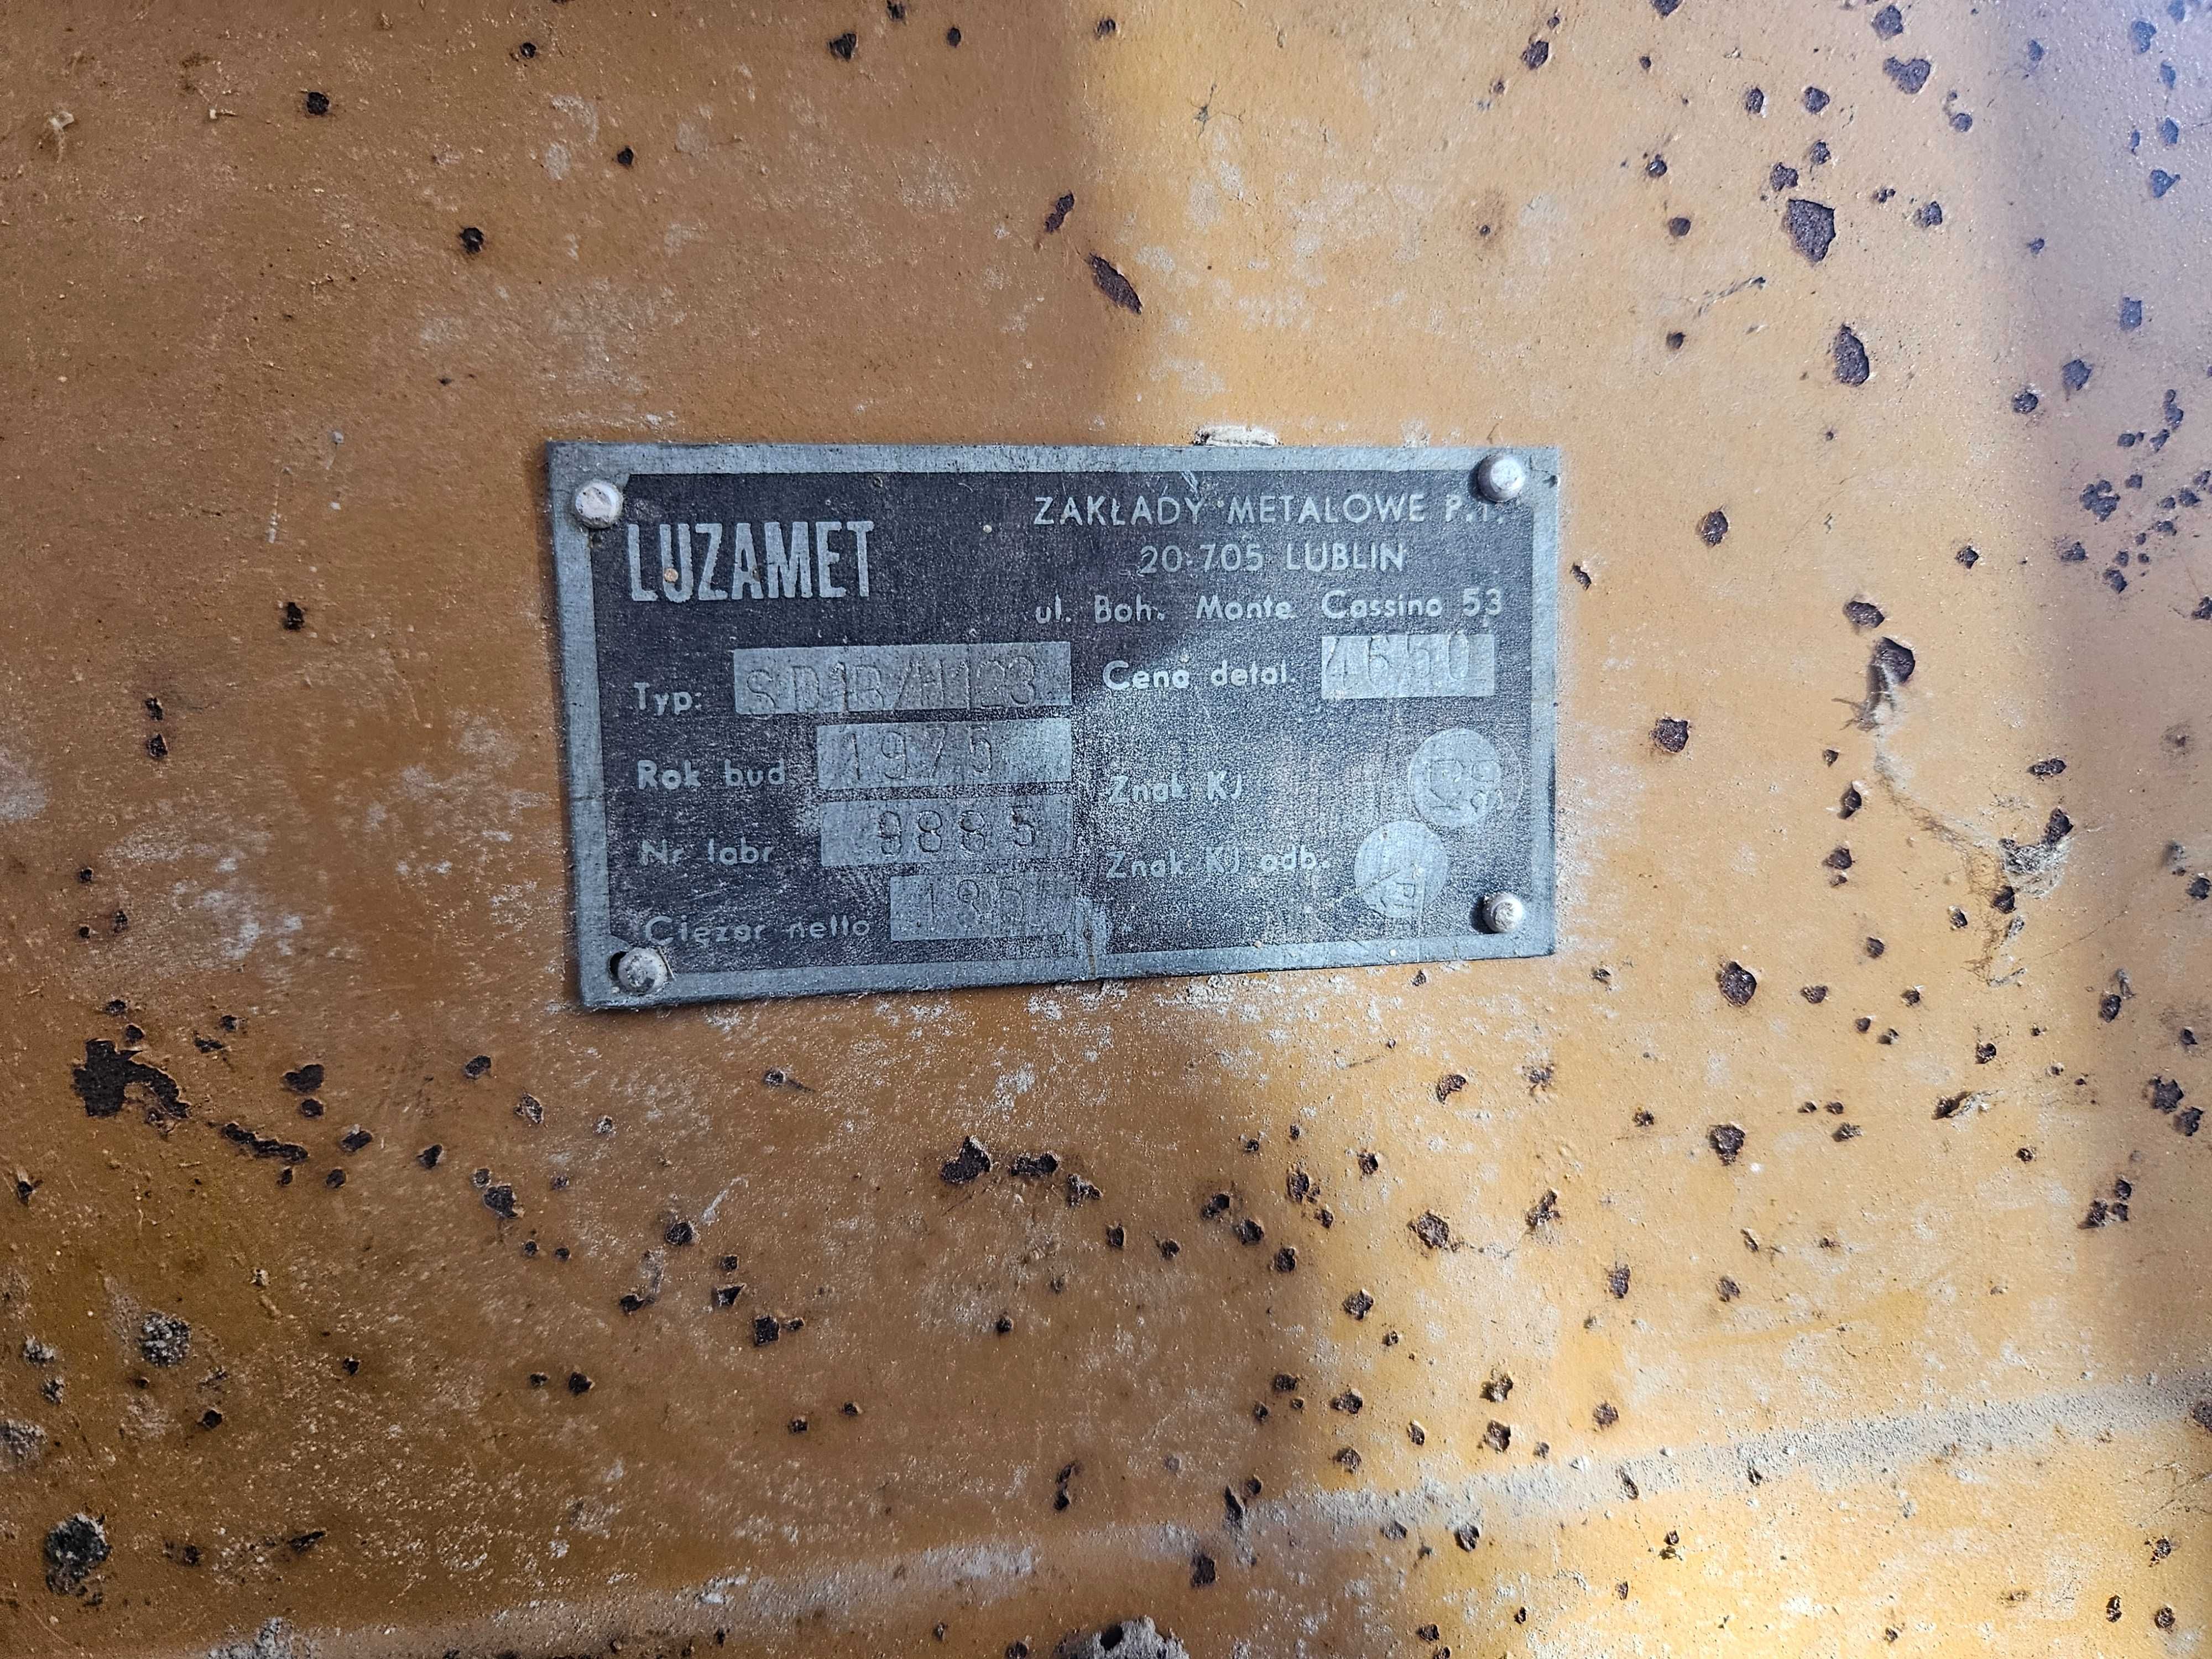 LUZAMET
ZAKŁADY METALOWE P.T.
20-705 LUBLIN
ul. Boh. Monte Cassino 53
Typ:
Cena detal. 4650
Rok bud 1975
Znak KJ
Nr fabr 9885
Znak KJ odb.
Ciężar netto